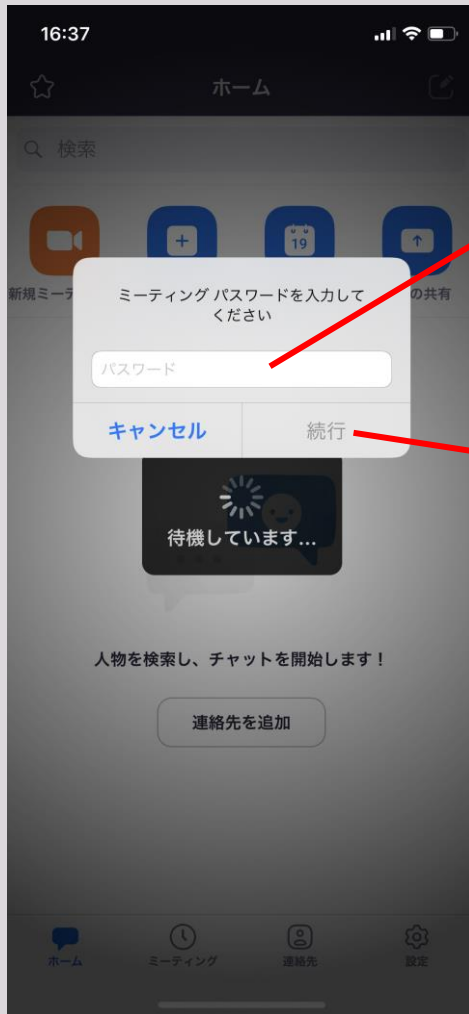 16:37
ホーム
検索
19
新規ミーテ
の共有
ミーティング パスワードを入力して
ください
パスワード
キャンセル
続行
待機しています...
人物を検索し、チャットを開始します！
連絡先を追加
ホーム
ミーティング
連絡先
設定